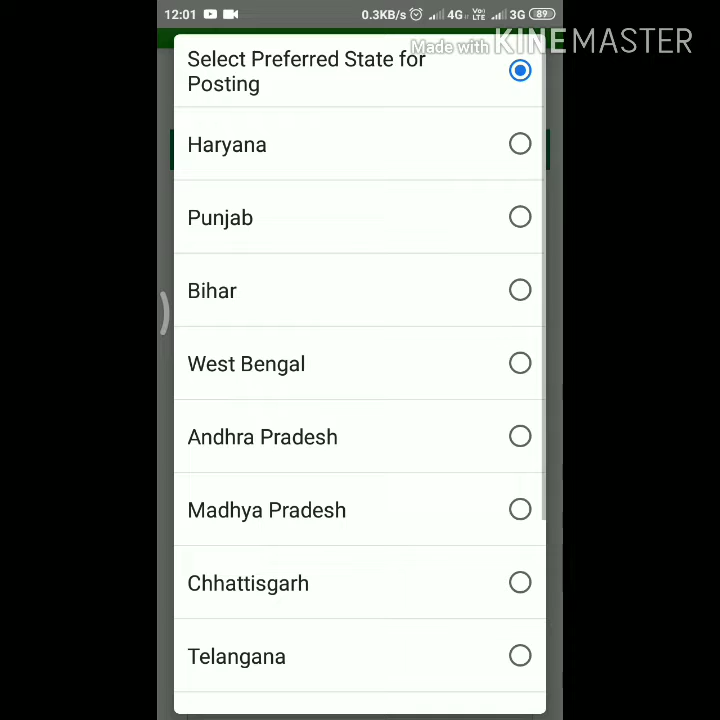 12:01 0.3KB/s 4G Vo) LTE 3G 89
Made with KINEMASTER
Select Preferred State for
Posting
Haryana
Punjab
Bihar
West Bengal
Andhra Pradesh
Madhya Pradesh
Chhattisgarh
Telangana